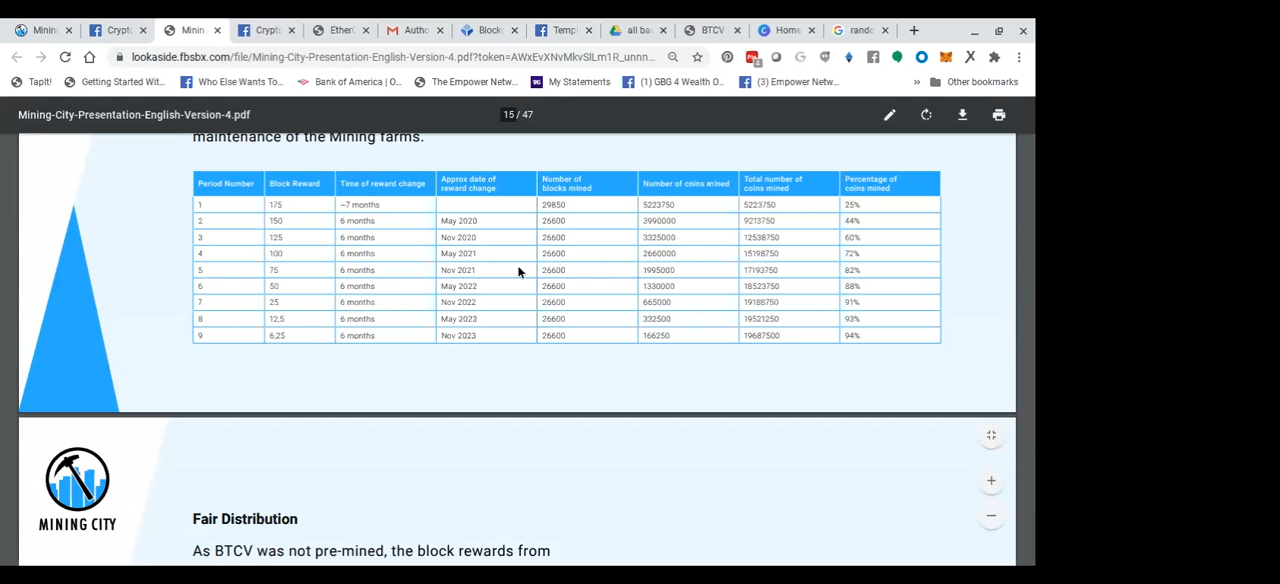 Mining
Crypto
Mining
Crypto
Ether
Autho
Block
Temp
all ba
BTCV
Home
rando
lookaside.fbsbx.com/file/Mining-City-Presentation-English-Version-4.pdf?token=AWxEvXNvMkvSlLm1R_unnn...
Tapit!
Getting Started Wit...
Who Else Wants To...
Bank of America | O...
The Empower Netw...
My Statements
(1) GBG 4 Wealth O...
(3) Empower Netw...
»
Other bookmarks
Mining-City-Presentation-English-Version-4.pdf
15 / 47
maintenance of the Mining farms.
Period Number Block Reward Time of reward change Approx date of reward change Number of blocks mined Number of coins mined Total number of coins mined Percentage of coins mined
1 175 ~7 months 29850 5223750 5223750 25%
2 150 6 months May 2020 26600 3990000 9213750 44%
3 125 6 months Nov 2020 26600 3325000 12538750 60%
4 100 6 months May 2021 26600 2660000 15198750 72%
5 75 6 months Nov 2021 26600 1995000 17193750 82%
6 50 6 months May 2022 26600 1330000 18523750 88%
7 25 6 months Nov 2022 26600 665000 19188750 91%
8 12,5 6 months May 2023 26600 332500 19521250 93%
9 6,25 6 months Nov 2023 26600 166250 19687500 94%
MINING CITY
Fair Distribution
As BTCV was not pre-mined, the block rewards from